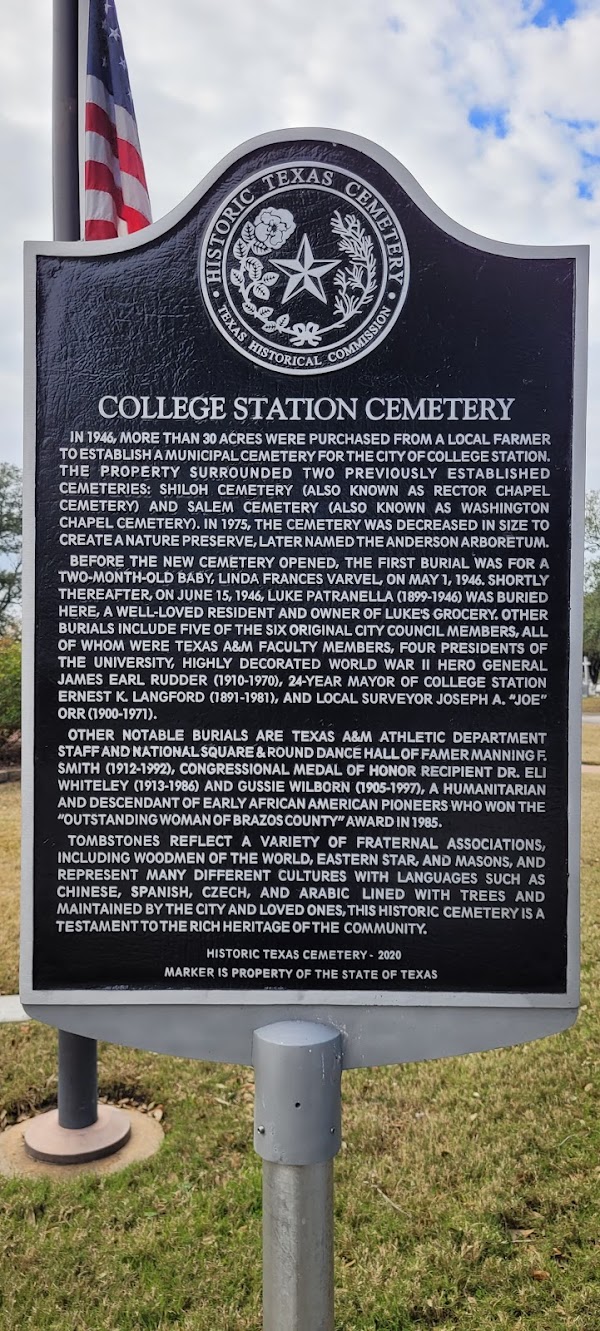 HISTORIC TEXAS CEMETERY
• TEXAS HISTORICAL COMMISSION •
COLLEGE STATION CEMETERY
IN 1946, MORE THAN 30 ACRES WERE PURCHASED FROM A LOCAL FARMER
TO ESTABLISH A MUNICIPAL CEMETERY FOR THE CITY OF COLLEGE STATION.
THE PROPERTY SURROUNDED TWO PREVIOUSLY ESTABLISHED
CEMETERIES: SHILOH CEMETERY (ALSO KNOWN AS RECTOR CHAPEL
CEMETERY) AND SALEM CEMETERY (ALSO KNOWN AS WASHINGTON
CHAPEL CEMETERY). IN 1975, THE CEMETERY WAS DECREASED IN SIZE TO
CREATE A NATURE PRESERVE, LATER NAMED THE ANDERSON ARBORETUM.
BEFORE THE NEW CEMETERY OPENED, THE FIRST BURIAL WAS FOR A
TWO-MONTH-OLD BABY, LINDA FRANCES VARVEL, ON MAY 1, 1946. SHORTLY
THEREAFTER, ON JUNE 15, 1946, LUKE PATRANELLA (1899-1946) WAS BURIED
HERE, A WELL-LOVED RESIDENT AND OWNER OF LUKE'S GROCERY. OTHER
BURIALS INCLUDE FIVE OF THE SIX ORIGINAL CITY COUNCIL MEMBERS, ALL
OF WHOM WERE TEXAS A&M FACULTY MEMBERS, FOUR PRESIDENTS OF
THE UNIVERSITY, HIGHLY DECORATED WORLD WAR II HERO GENERAL
JAMES EARL RUDDER (1910-1970), 24-YEAR MAYOR OF COLLEGE STATION
ERNEST K. LANGFORD (1891-1981), AND LOCAL SURVEYOR JOSEPH A. “JOE”
ORR (1900-1971).
OTHER NOTABLE BURIALS ARE TEXAS A&M ATHLETIC DEPARTMENT
STAFF AND NATIONAL SQUARE & ROUND DANCE HALL OF FAMER MANNING F.
SMITH (1912-1992), CONGRESSIONAL MEDAL OF HONOR RECIPIENT DR. ELI
WHITELEY (1913-1986) AND GUSSIE WILBORN (1905-1997), A HUMANITARIAN
AND DESCENDANT OF EARLY AFRICAN AMERICAN PIONEERS WHO WON THE
“OUTSTANDING WOMAN OF BRAZOS COUNTY” AWARD IN 1985.
TOMBSTONES REFLECT A VARIETY OF FRATERNAL ASSOCIATIONS,
INCLUDING WOODMEN OF THE WORLD, EASTERN STAR, AND MASONS, AND
REPRESENT MANY DIFFERENT CULTURES WITH LANGUAGES SUCH AS
CHINESE, SPANISH, CZECH, AND ARABIC LINED WITH TREES AND
MAINTAINED BY THE CITY AND LOVED ONES, THIS HISTORIC CEMETERY IS A
TESTAMENT TO THE RICH HERITAGE OF THE COMMUNITY.
HISTORIC TEXAS CEMETERY - 2020
MARKER IS PROPERTY OF THE STATE OF TEXAS